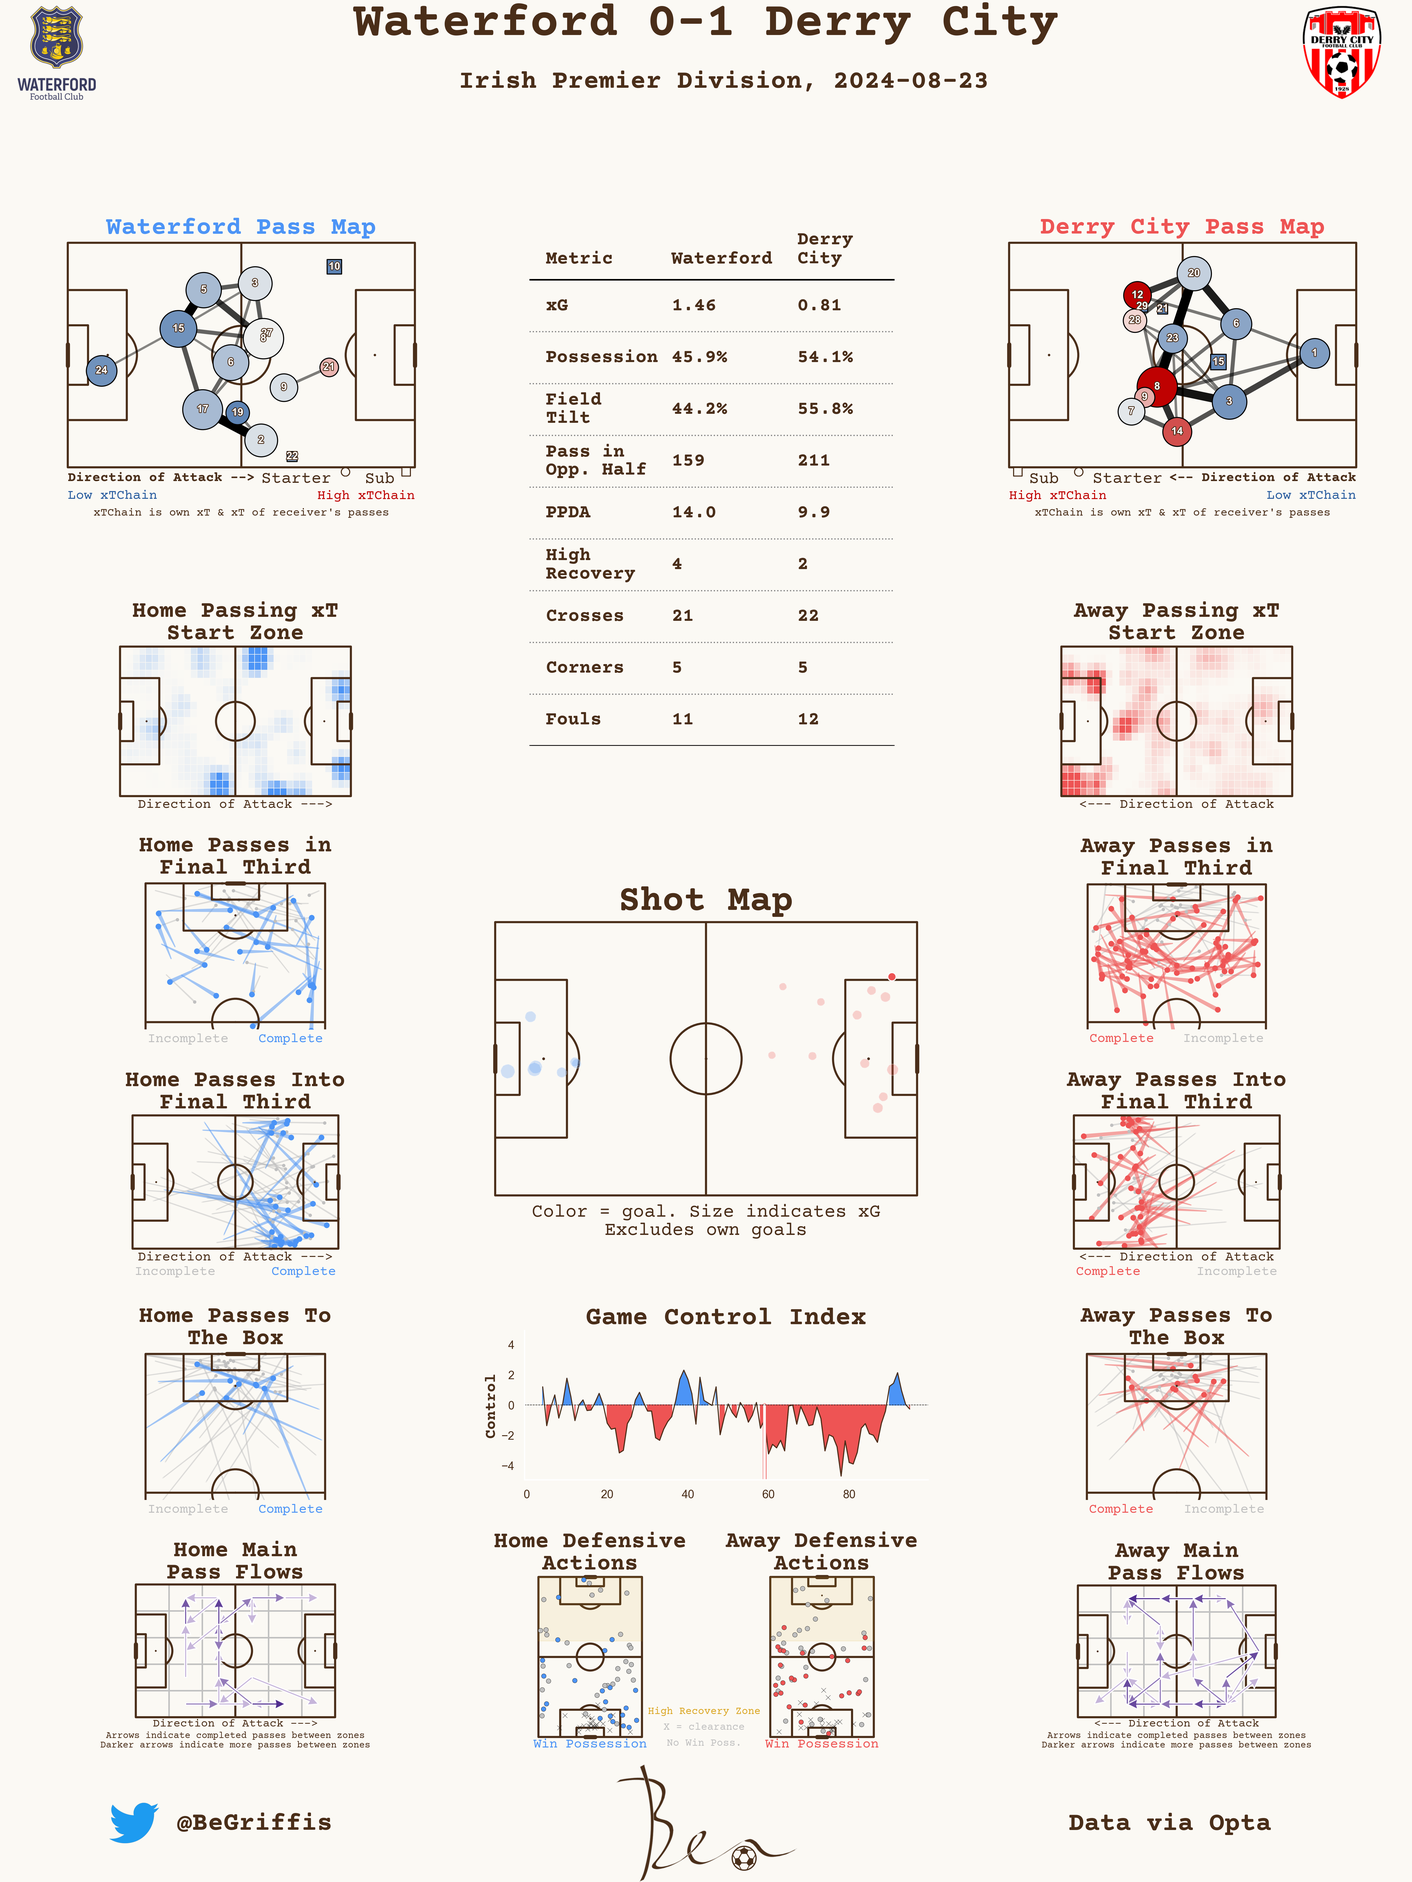 Waterford 0-1 Derry City
Irish Premier Division, 2024-08-23
WATERFORD
Football Club
DERRY CITY
FOOTBALL CLUB
1928
Waterford Pass Map
5
3
10
15
27
8
24
6
21
9
17
19
2
22
Direction of Attack --> Starter Sub
Low xTChain High xTChain
xTChain is own xT & xT of receiver's passes
Metric Waterford Derry City
xG 1.46 0.81
Possession 45.9% 54.1%
Field Tilt 44.2% 55.8%
Pass in Opp. Half 159 211
PPDA 14.0 9.9
High Recovery 4 2
Crosses 21 22
Corners 5 5
Fouls 11 12
Derry City Pass Map
20
12
29
21
28
6
23
1
15
8
9
3
7
14
Sub Starter <-- Direction of Attack
High xTChain Low xTChain
xTChain is own xT & xT of receiver's passes
Home Passing xT
Start Zone
Direction of Attack --->
Away Passing xT
Start Zone
<--- Direction of Attack
Home Passes in
Final Third
Incomplete Complete
Away Passes in
Final Third
Complete Incomplete
Shot Map
Color = goal. Size indicates xG
Excludes own goals
Home Passes Into
Final Third
Direction of Attack --->
Incomplete Complete
Away Passes Into
Final Third
<--- Direction of Attack
Complete Incomplete
Home Passes To
The Box
Incomplete Complete
Game Control Index
Control
4
2
0
−2
−4
0 20 40 60 80
Away Passes To
The Box
Complete Incomplete
Home Main
Pass Flows
Direction of Attack --->
Arrows indicate completed passes between zones
Darker arrows indicate more passes between zones
Home Defensive
Actions
Win Possession
High Recovery Zone
X = clearance
No Win Poss.
Away Defensive
Actions
Win Possession
Away Main
Pass Flows
<--- Direction of Attack
Arrows indicate completed passes between zones
Darker arrows indicate more passes between zones
@BeGriffis
Ben
Data via Opta